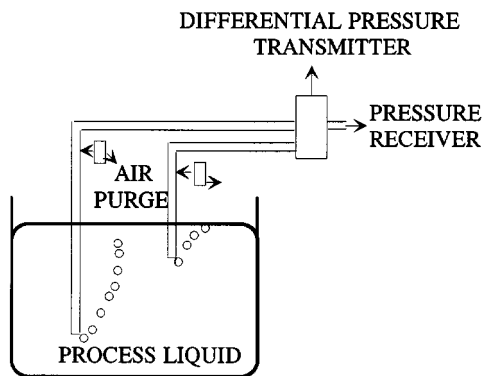 DIFFERENTIAL PRESSURE
TRANSMITTER
PRESSURE
RECEIVER
AIR
PURGE
PROCESS LIQUID